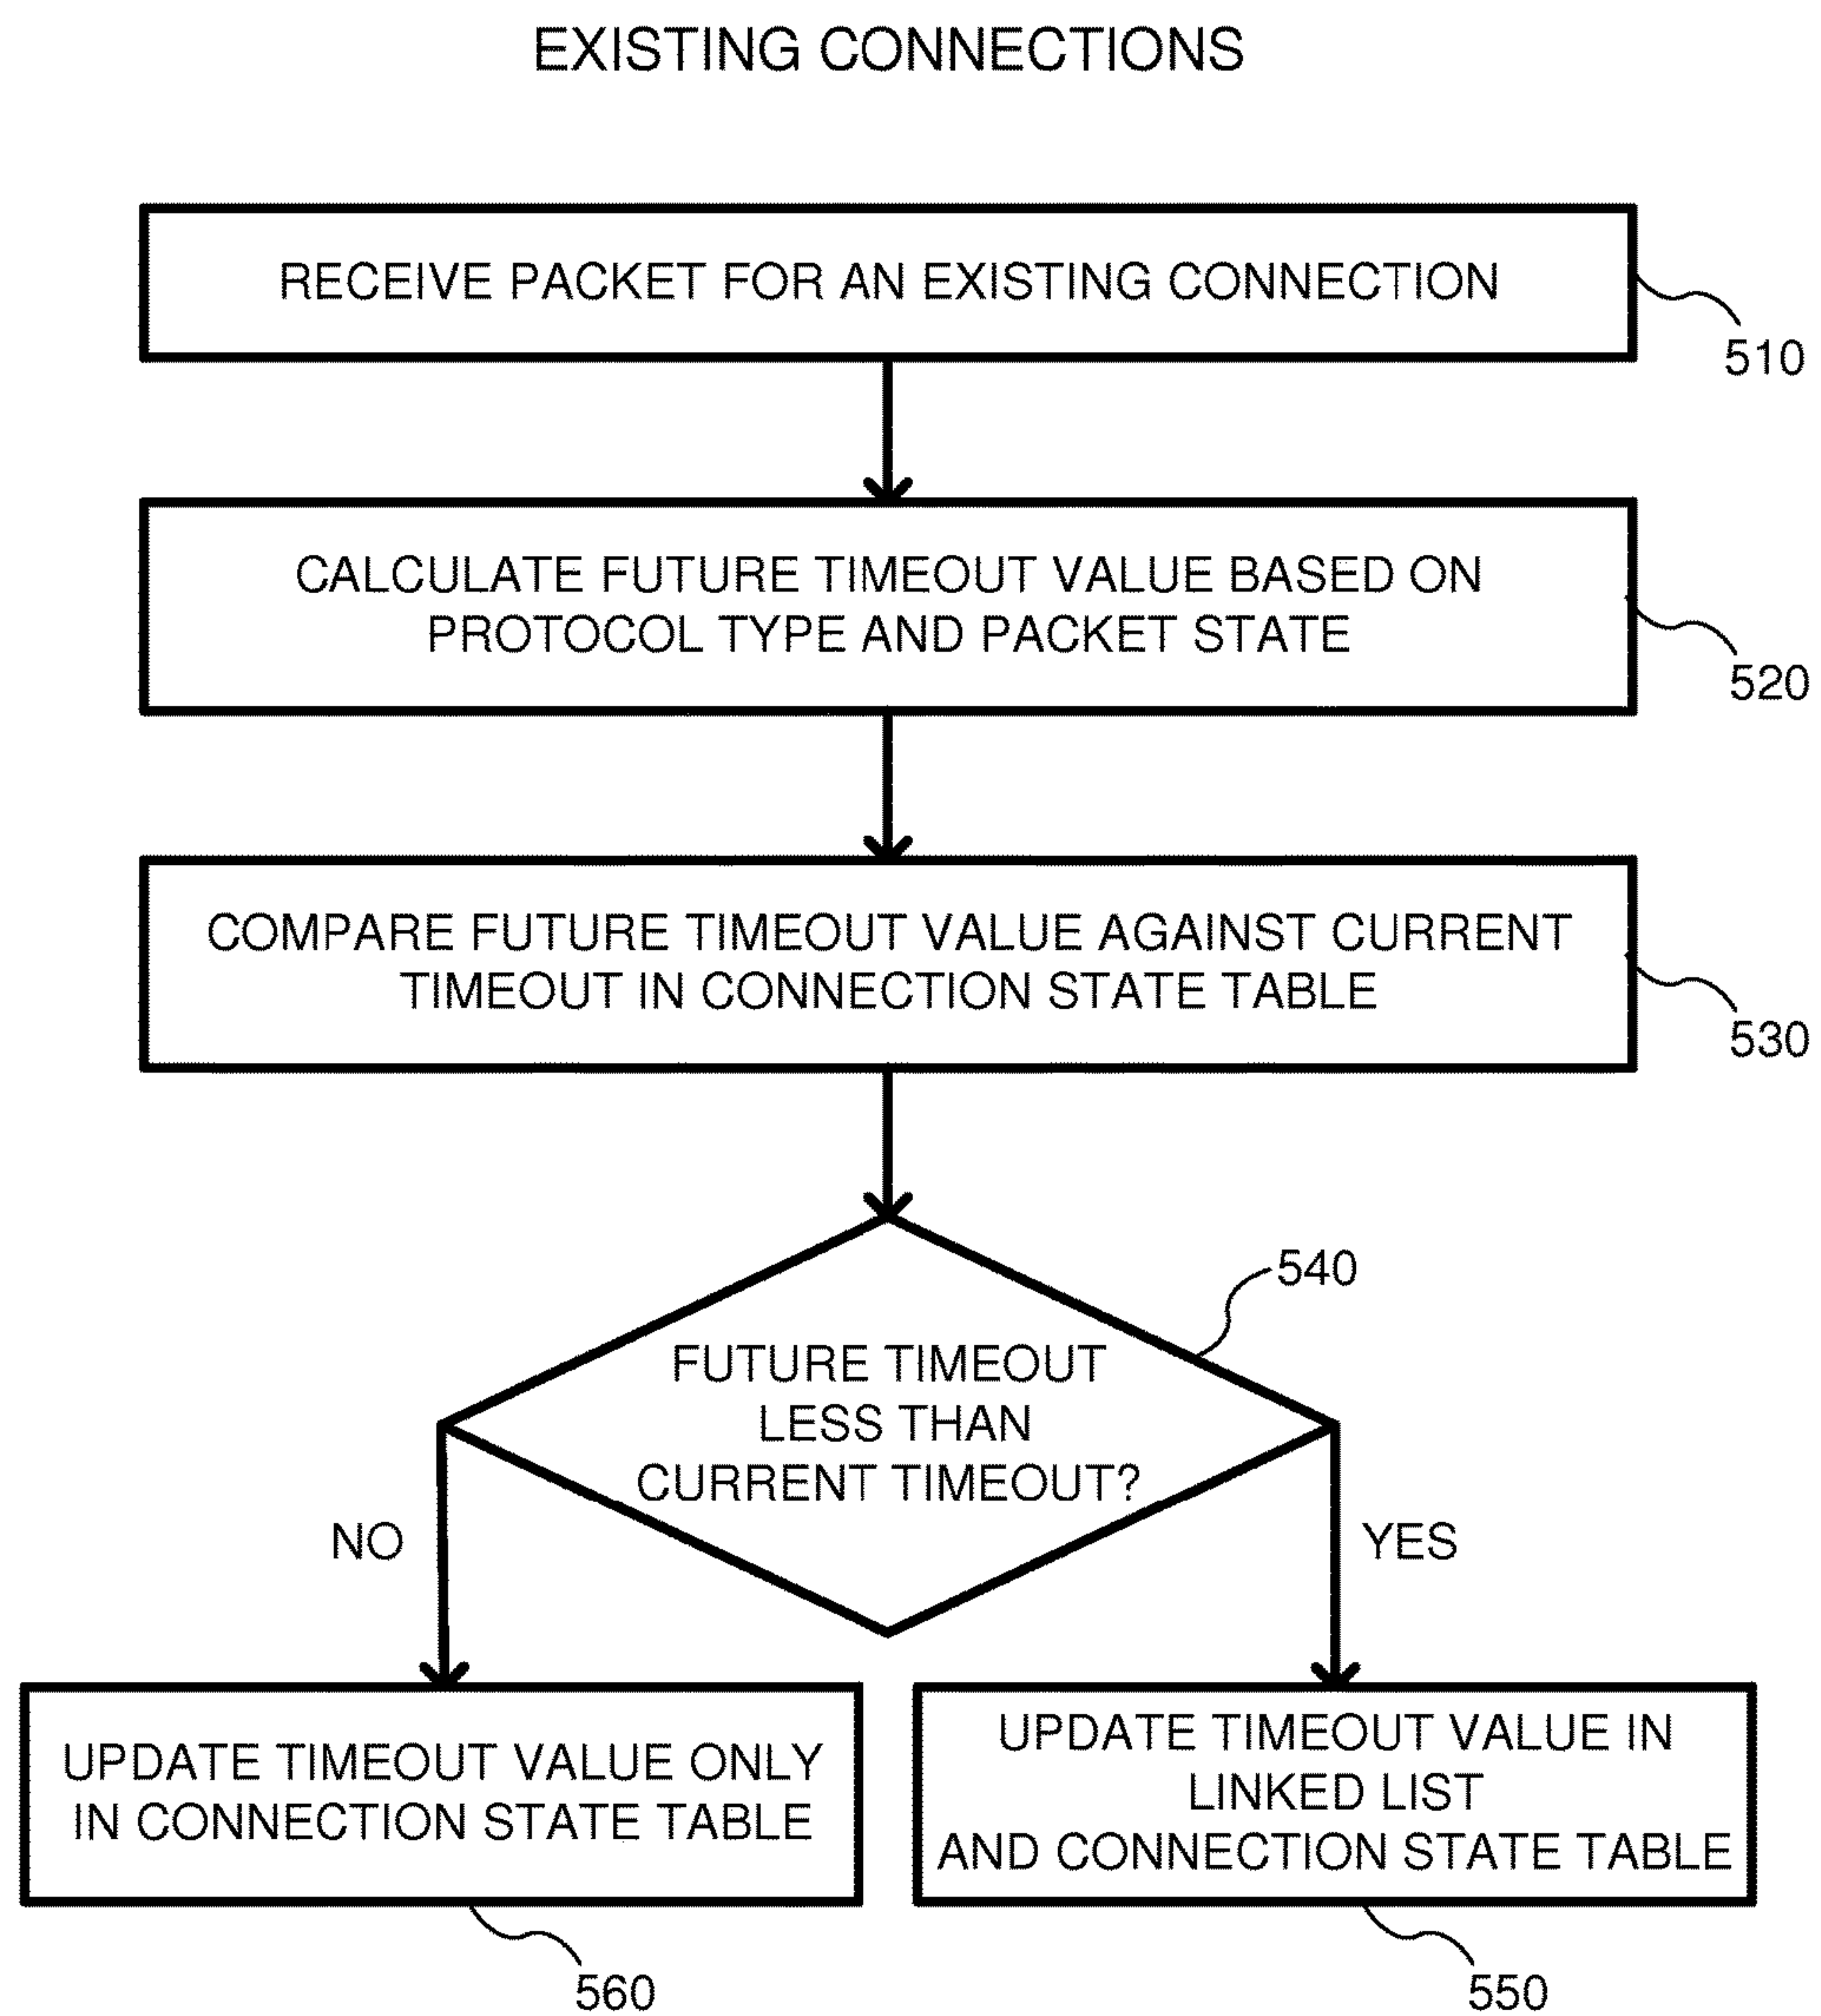 EXISTING CONNECTIONS
RECEIVE PACKET FOR AN EXISTING CONNECTION
510
CALCULATE FUTURE TIMEOUT VALUE BASED ON
PROTOCOL TYPE AND PACKET STATE
520
COMPARE FUTURE TIMEOUT VALUE AGAINST CURRENT
TIMEOUT IN CONNECTION STATE TABLE
530
540
FUTURE TIMEOUT
LESS THAN
CURRENT TIMEOUT?
NO
YES
UPDATE TIMEOUT VALUE ONLY
IN CONNECTION STATE TABLE
560
UPDATE TIMEOUT VALUE IN
LINKED LIST
AND CONNECTION STATE TABLE
550